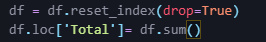 df = df.reset_index(drop=True)
df.loc['Total']= df.sum()